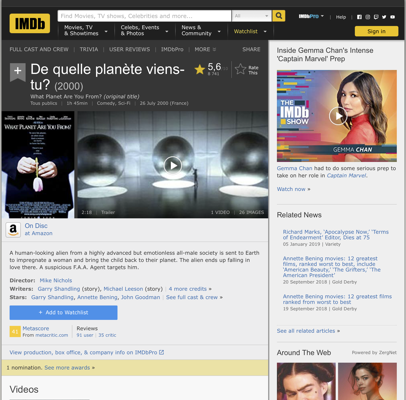 IMDb
Find Movies, TV shows, Celebrities and more...
All
IMDbPro
Help
Movies, TV
& Showtimes
Celebs, Events
& Photos
News &
Community
Watchlist
Sign in
FULL CAST AND CREW | TRIVIA | USER REVIEWS | IMDbPro | MORE
SHARE
De quelle planète viens-
tu? (2000)
What Planet Are You From? (original title)
Tous publics | 1h 45min | Comedy, Sci-Fi | 26 July 2000 (France)
5,6
Rate
This
WHAT PLANET ARE YOU FROM?
2:18 | Trailer
1 VIDEO | 26 IMAGES
On Disc
at Amazon
A human-looking alien from a highly advanced but emotionless all-male society is sent to Earth
to impregnate a woman and bring the child back to their planet. The alien ends up falling in
love there. A suspicious F.A.A. Agent targets him.
Director: Mike Nichols
Writers: Garry Shandling (story), Michael Leeson (story) | 4 more credits »
Stars: Garry Shandling, Annette Bening, John Goodman | See full cast & crew »
+ Add to Watchlist
41
Metascore
From metacritic.com
Reviews
91 user | 35 critic
View production, box office, & company info on IMDbPro
1 nomination. See more awards »
Videos
Inside Gemma Chan's Intense
'Captain Marvel' Prep
THE
IMDb
SHOW
GEMMA CHAN
Gemma Chan had to do some serious prep
to take on her role in Captain Marvel.
Watch now »
Related News
Richard Marks, 'Apocalypse Now,' 'Terms
of Endearment' Editor, Dies at 75
05 January 2019 | Variety
Annette Bening movies: 12 greatest
films, ranked worst to best, include
'American Beauty,' 'The Grifters,' 'The
American President'
20 September 2018 | Gold Derby
Annette Bening movies: 12 greatest films
ranked from worst to best
19 September 2018 | Gold Derby
See all related articles »
Around The Web
Powered by ZergNet